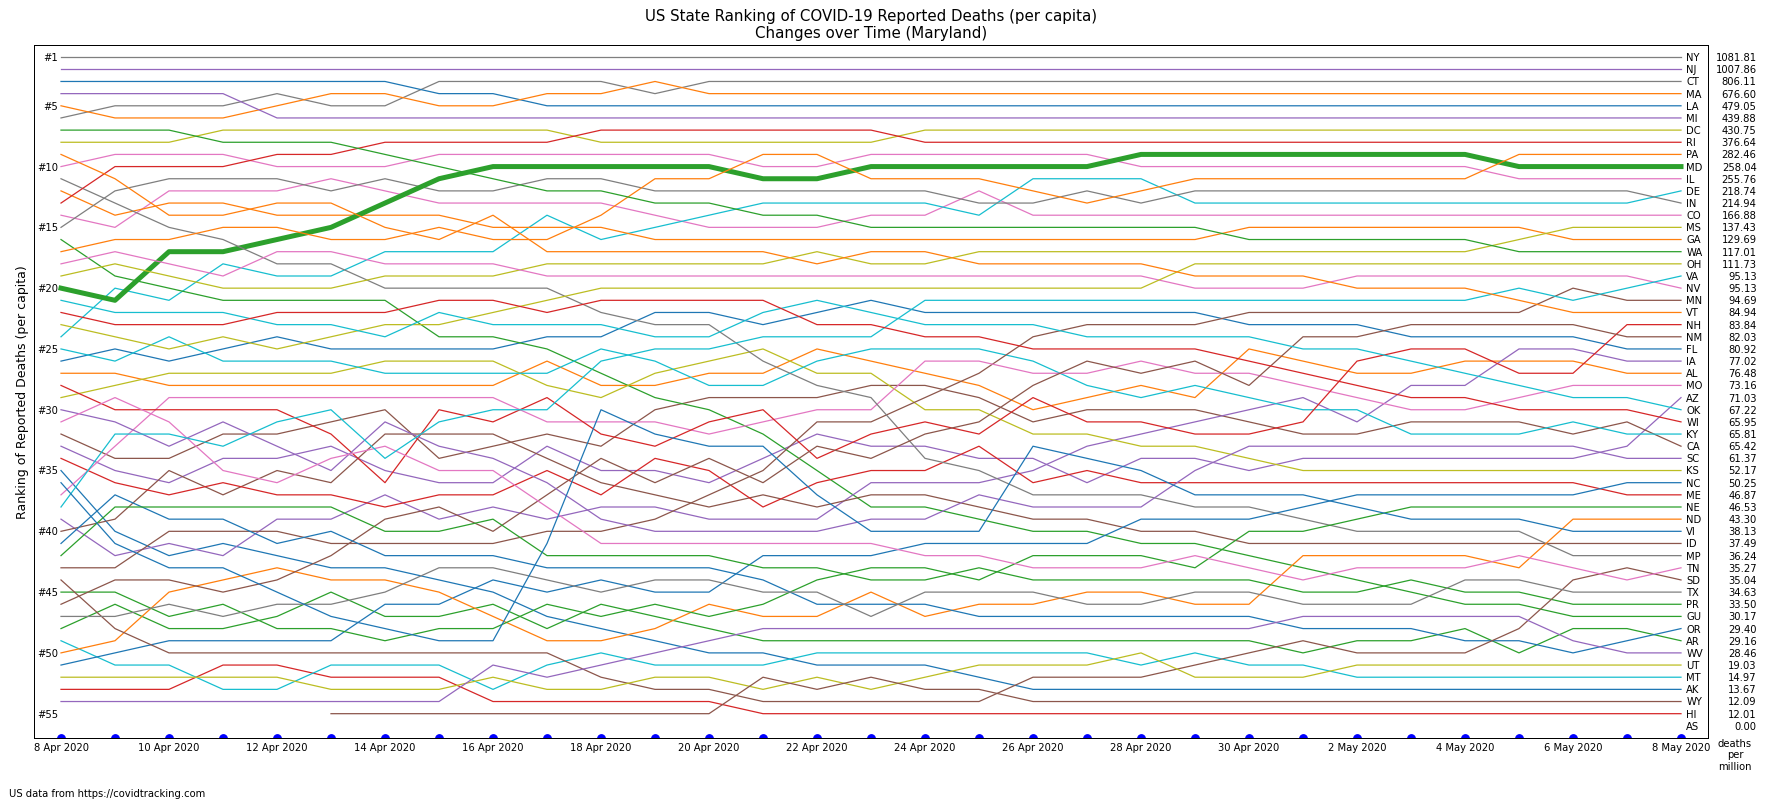 US State Ranking of COVID-19 Reported Deaths (per capita)
Changes over Time (Maryland)
Ranking of Reported Deaths (per capita)
#1
#5
#10
#15
#20
#25
#30
#35
#40
#45
#50
#55
NY 1081.81
NJ 1007.86
CT 806.11
MA 676.60
LA 479.05
MI 439.88
DC 430.75
RI 376.64
PA 282.46
MD 258.04
IL 255.76
DE 218.74
IN 214.94
CO 166.88
MS 137.43
GA 129.69
WA 117.01
OH 111.73
VA 95.13
NV 95.13
MN 94.69
VT 84.94
NH 83.84
NM 82.03
FL 80.92
IA 77.02
AL 76.48
MO 73.16
AZ 71.03
OK 67.22
WI 65.95
KY 65.81
CA 65.42
SC 61.37
KS 52.17
NC 50.25
ME 46.87
NE 46.53
ND 43.30
VI 38.13
ID 37.49
MP 36.24
TN 35.27
SD 35.04
TX 34.63
PR 33.50
GU 30.17
OR 29.40
AR 29.16
WV 28.46
UT 19.03
MT 14.97
AK 13.67
WY 12.09
HI 12.01
AS 0.00
8 Apr 2020 10 Apr 2020 12 Apr 2020 14 Apr 2020 16 Apr 2020 18 Apr 2020 20 Apr 2020 22 Apr 2020 24 Apr 2020 26 Apr 2020 28 Apr 2020 30 Apr 2020 2 May 2020 4 May 2020 6 May 2020 8 May 2020
deaths
per
million
US data from https://covidtracking.com